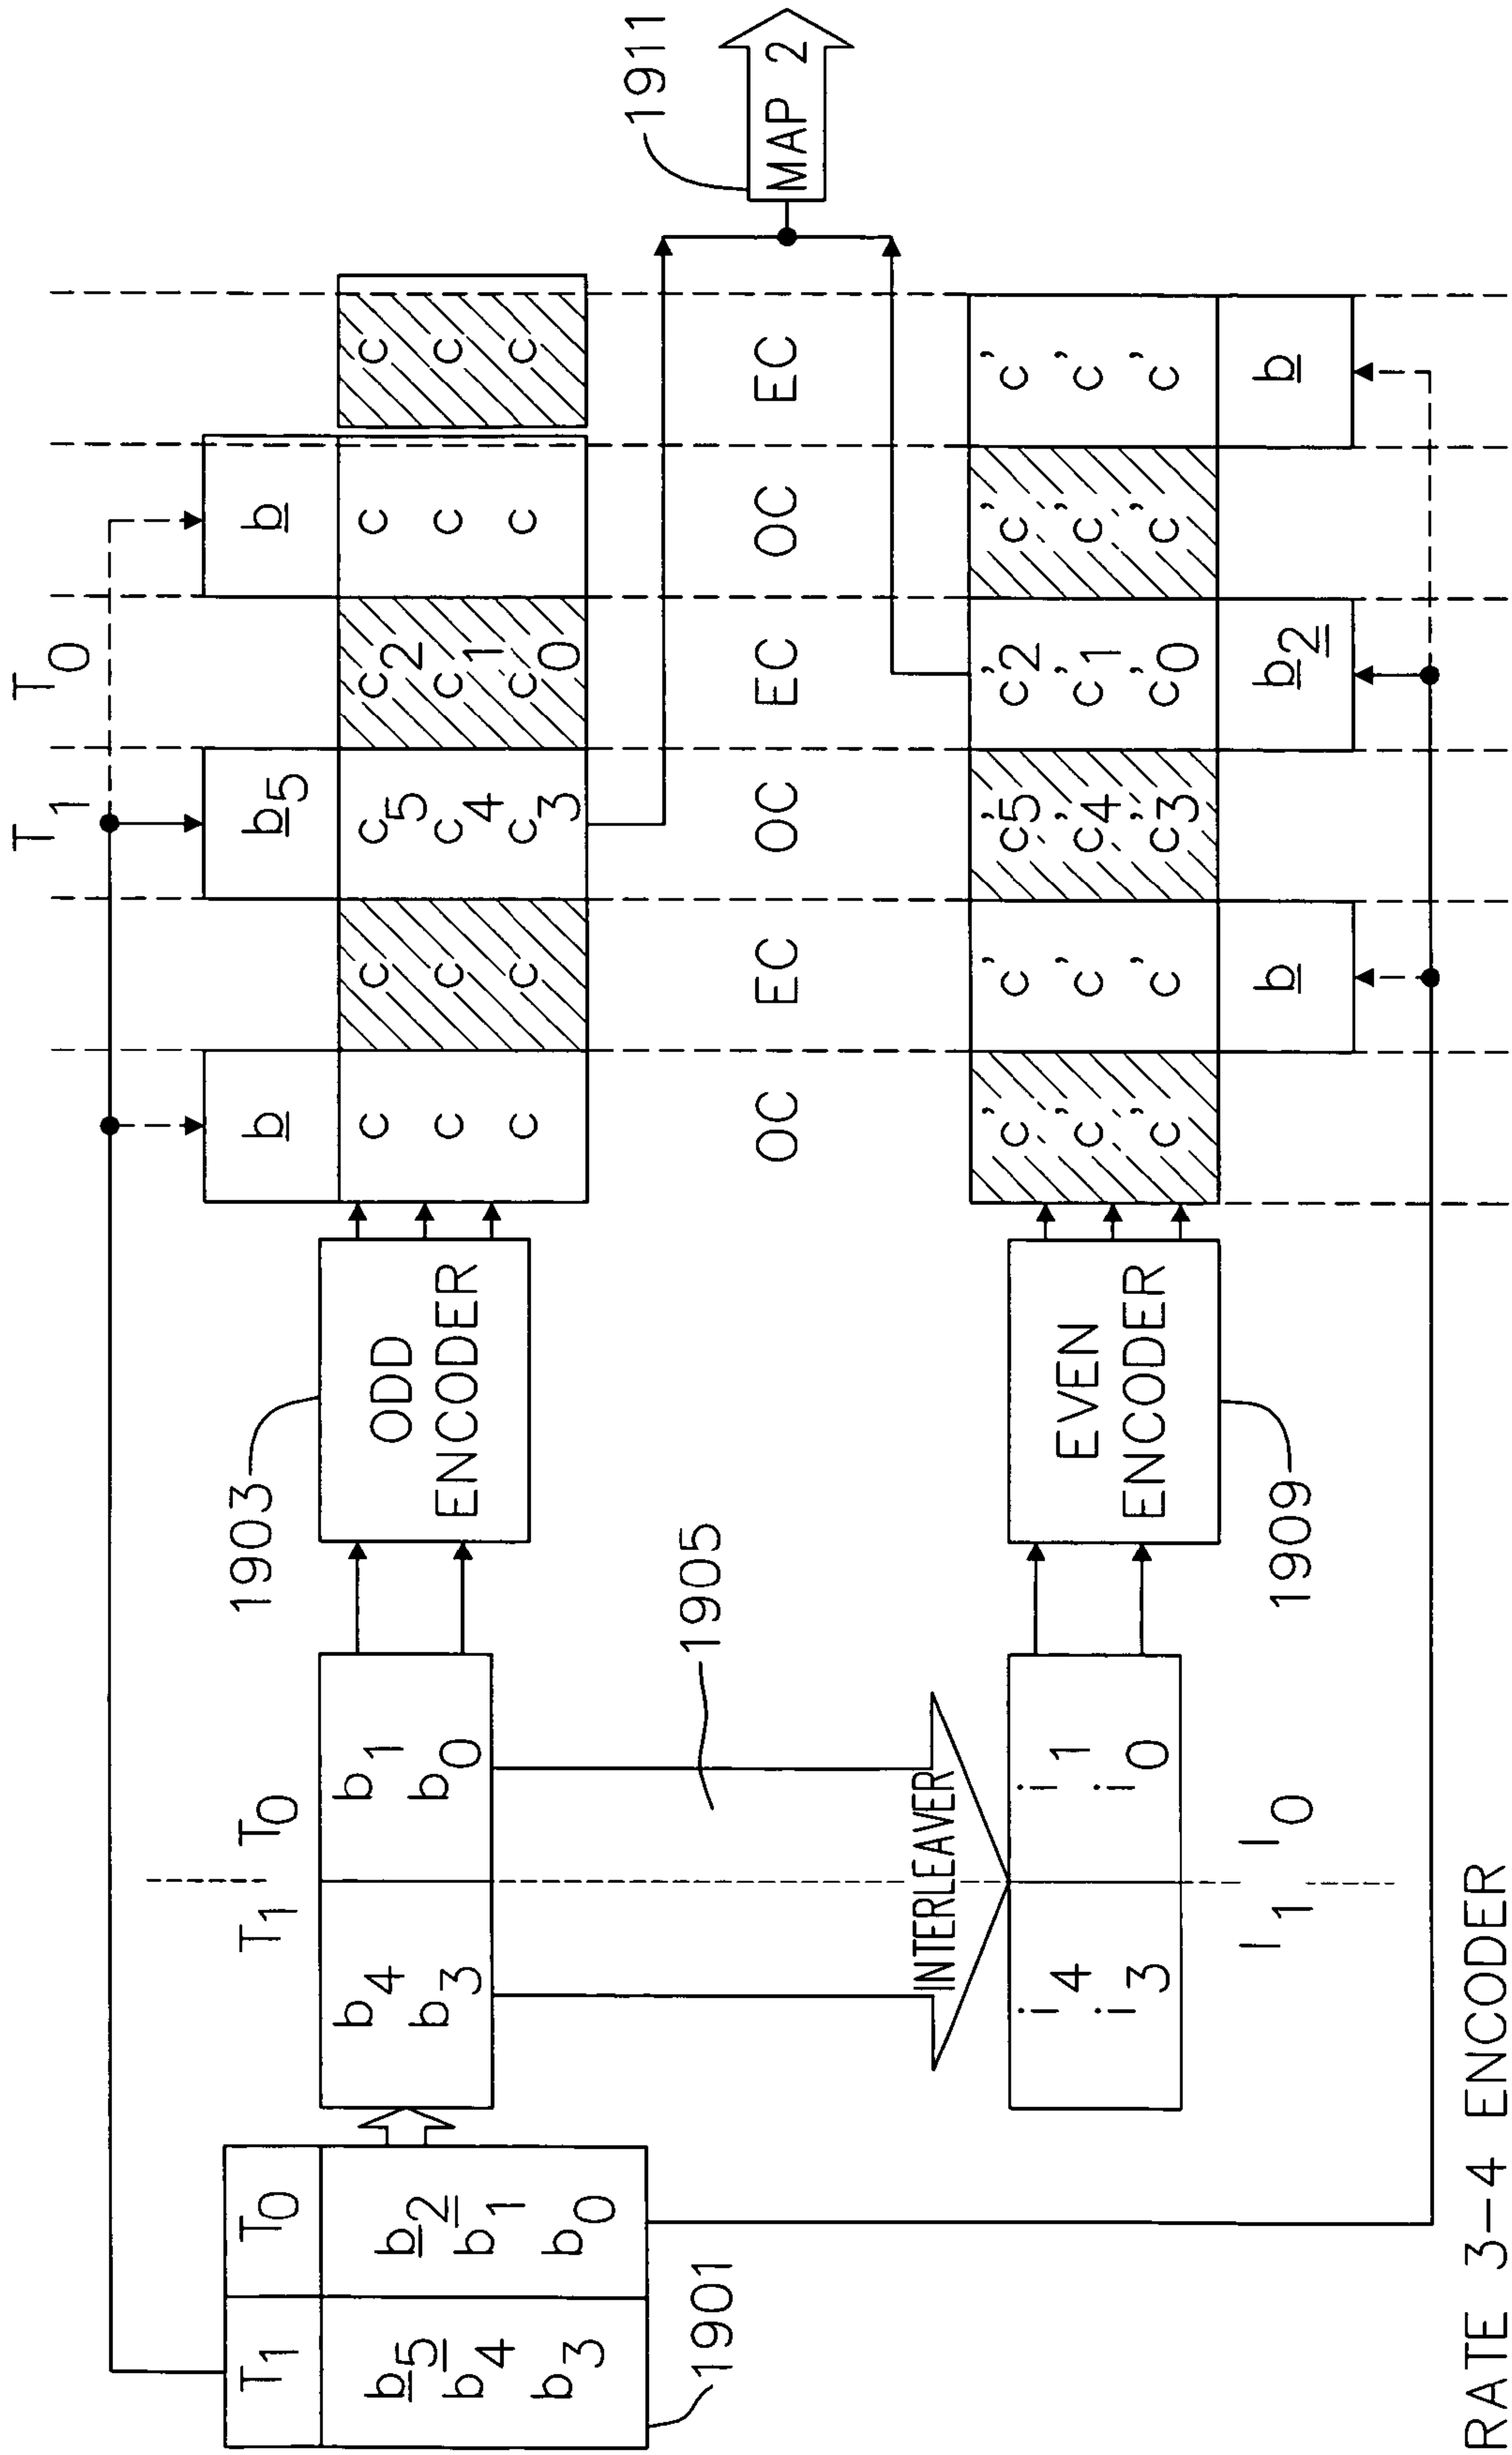 T1 T0
T1 T0
b5 b2
b4 b1
b3 b0
1901
T1 T0
b4 b1
b3 b0
1903
ODD
ENCODER
b b5 b
c c c5 c2 c c
c c c4 c1 c c
c c c3 c0 c c
1905
1911
OC EC OC EC OC EC
MAP 2
INTERLEAVER
i4 i1
i3 i0
I1 I0
EVEN
ENCODER
1909
c' c' c'5 c'2 c' c'
c' c' c'4 c'1 c' c'
c' c' c'3 c'0 c' c'
b b2 b
RATE 3-4 ENCODER